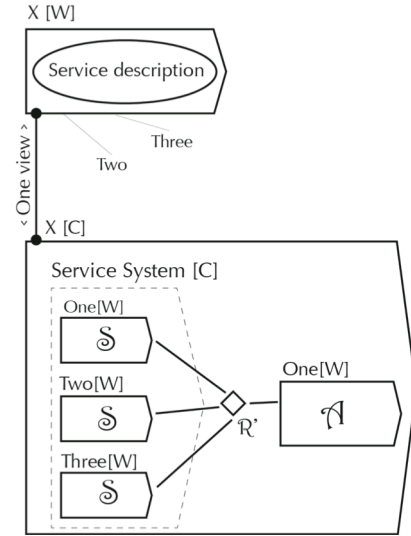 X [W]
Service description
Three
Two
< One view >
X [C]
Service System [C]
One[W]
S
Two[W]
S
Three[W]
S
R'
One[W]
A